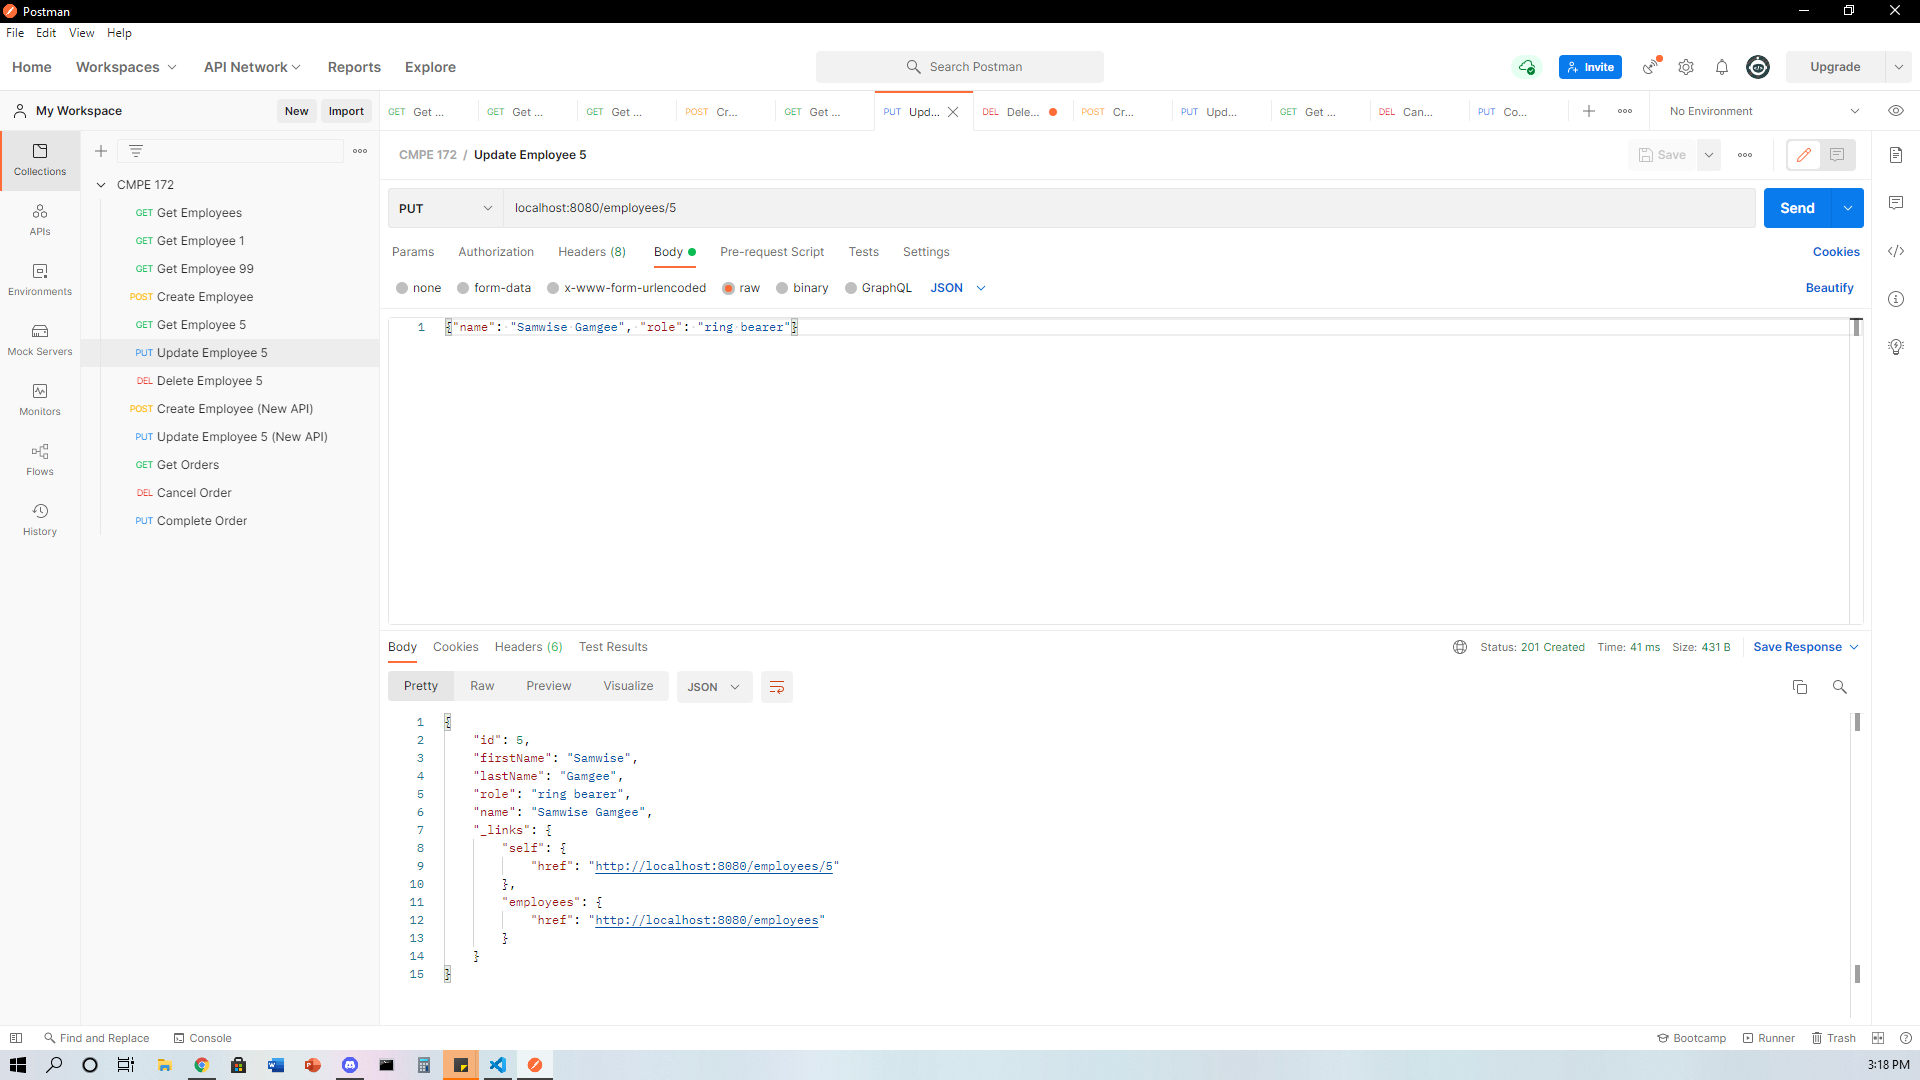 Postman
File Edit View Help
Home Workspaces API Network Reports Explore
Search Postman
Invite
Upgrade
My Workspace
New Import
GET Get ... GET Get ... GET Get ... POST Cr... GET Get ... PUT Upd... DEL Dele... POST Cr... PUT Upd... GET Get ... DEL Can... PUT Co...
No Environment
Collections
APIs
Environments
Mock Servers
Monitors
Flows
History
CMPE 172
GET Get Employees
GET Get Employee 1
GET Get Employee 99
POST Create Employee
GET Get Employee 5
PUT Update Employee 5
DEL Delete Employee 5
POST Create Employee (New API)
PUT Update Employee 5 (New API)
GET Get Orders
DEL Cancel Order
PUT Complete Order
CMPE 172 / Update Employee 5
Save
PUT localhost:8080/employees/5 Send
Params Authorization Headers (8) Body Pre-request Script Tests Settings Cookies
none form-data x-www-form-urlencoded raw binary GraphQL JSON Beautify
1 {"name": "Samwise Gamgee", "role": "ring bearer"}
Body Cookies Headers (6) Test Results
Status: 201 Created Time: 41 ms Size: 431 B Save Response
Pretty Raw Preview Visualize JSON
1 {
2 "id": 5,
3 "firstName": "Samwise",
4 "lastName": "Gamgee",
5 "role": "ring bearer",
6 "name": "Samwise Gamgee",
7 "_links": {
8 "self": {
9 "href": "http://localhost:8080/employees/5"
10 },
11 "employees": {
12 "href": "http://localhost:8080/employees"
13 }
14 }
15 }
Find and Replace Console
Bootcamp Runner Trash
3:18 PM